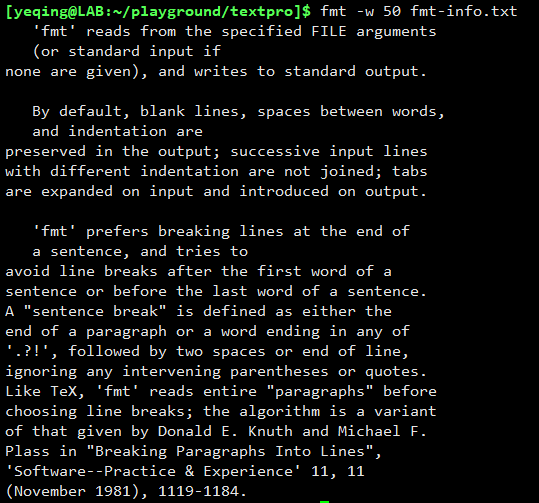 [yeqing@LAB:~/playground/textpro]$ fmt -w 50 fmt-info.txt
   'fmt' reads from the specified FILE arguments
   (or standard input if
none are given), and writes to standard output.

   By default, blank lines, spaces between words,
   and indentation are
preserved in the output; successive input lines
with different indentation are not joined; tabs
are expanded on input and introduced on output.

   'fmt' prefers breaking lines at the end of
   a sentence, and tries to
avoid line breaks after the first word of a
sentence or before the last word of a sentence.
A "sentence break" is defined as either the
end of a paragraph or a word ending in any of
'.?!', followed by two spaces or end of line,
ignoring any intervening parentheses or quotes.
Like TeX, 'fmt' reads entire "paragraphs" before
choosing line breaks; the algorithm is a variant
of that given by Donald E. Knuth and Michael F.
Plass in "Breaking Paragraphs Into Lines",
'Software--Practice & Experience' 11, 11
(November 1981), 1119-1184.